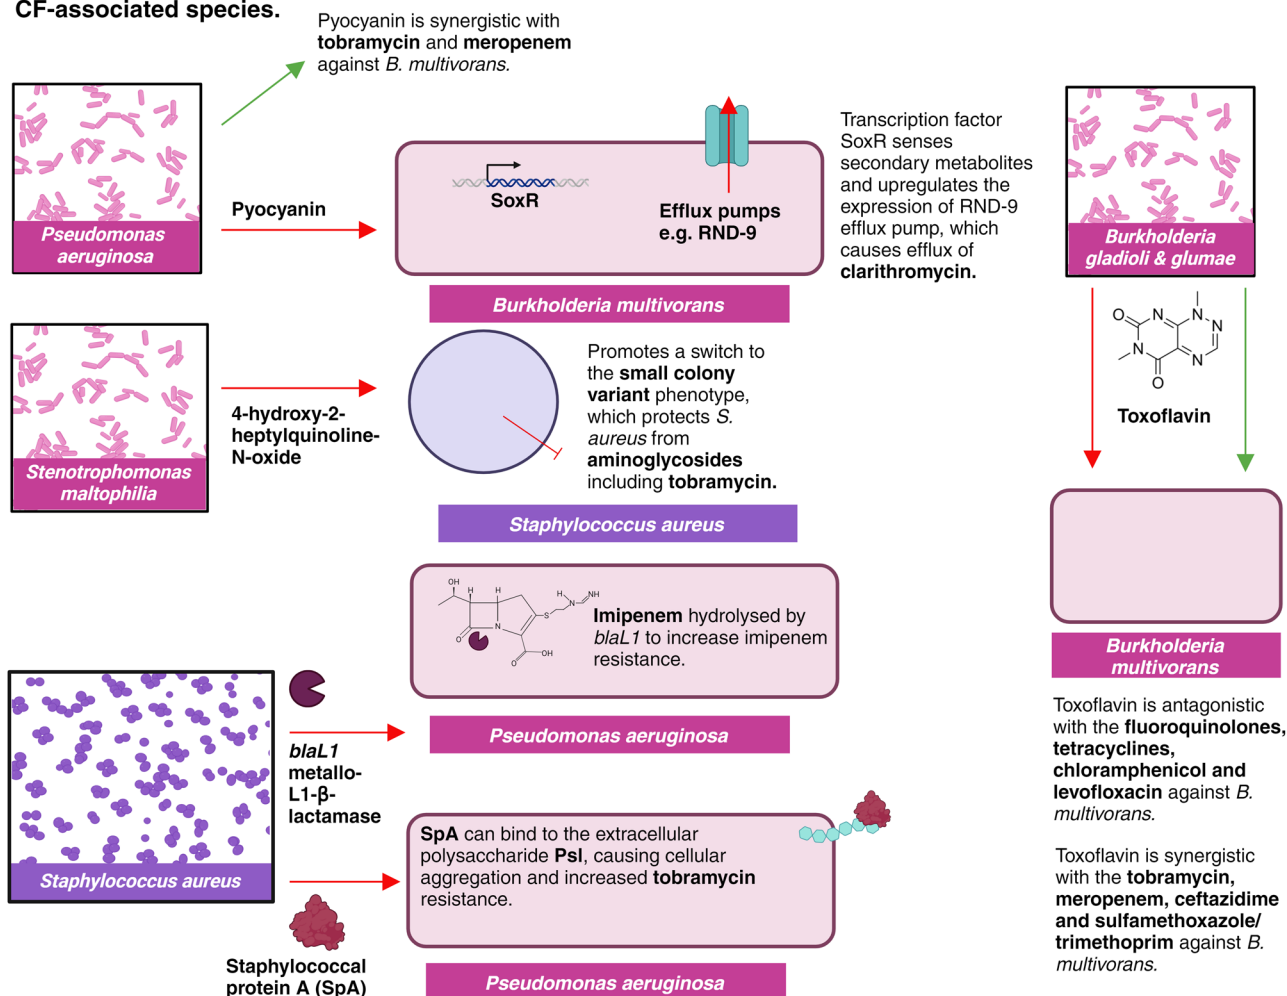 CF-associated species.
Pyocyanin is synergistic with
tobramycin and meropenem
against B. multivorans.
Pseudomonas
aeruginosa
Pyocyanin
SoxR
Efflux pumps
e.g. RND-9
Burkholderia multivorans
Transcription factor
SoxR senses
secondary metabolites
and upregulates the
expression of RND-9
efflux pump, which
causes efflux of
clarithromycin.
Stenotrophomonas
maltophilia
4-hydroxy-2-
heptylquinoline-
N-oxide
Promotes a switch to
the small colony
variant phenotype,
which protects S.
aureus from
aminoglycosides
including tobramycin.
Staphylococcus aureus
Staphylococcus aureus
blaL1
metallo-
L1-β-
lactamase
OH
H
H
H
N
NH
S
N
O
O
OH
Imipenem hydrolysed by
blaL1 to increase imipenem
resistance.
Pseudomonas aeruginosa
Staphylococcal
protein A (SpA)
SpA can bind to the extracellular
polysaccharide Psl, causing cellular
aggregation and increased tobramycin
resistance.
Pseudomonas aeruginosa
Burkholderia
gladioli & glumae
O
N
N
N
N
N
O
Toxoflavin
Burkholderia
multivorans
Toxoflavin is antagonistic
with the fluoroquinolones,
tetracyclines,
chloramphenicol and
levofloxacin against B.
multivorans.
Toxoflavin is synergistic
with the tobramycin,
meropenem, ceftazidime
and sulfamethoxazole/
trimethoprim against B.
multivorans.